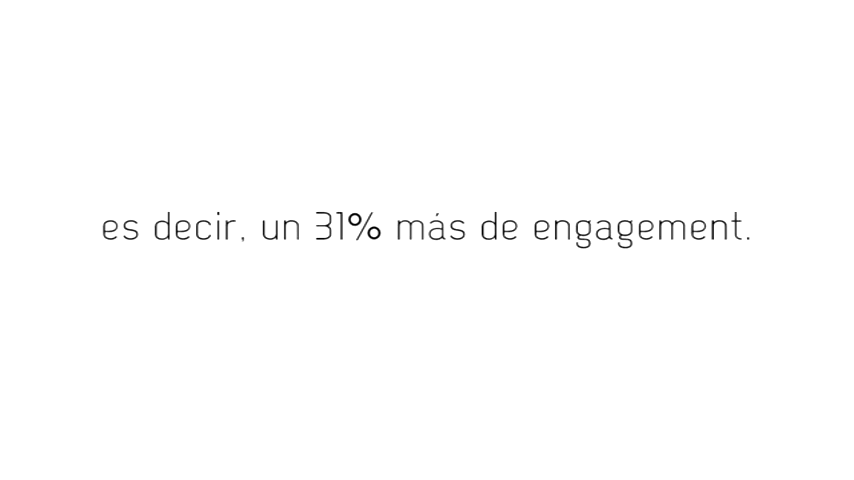 es decir, un 31% más de engagement.